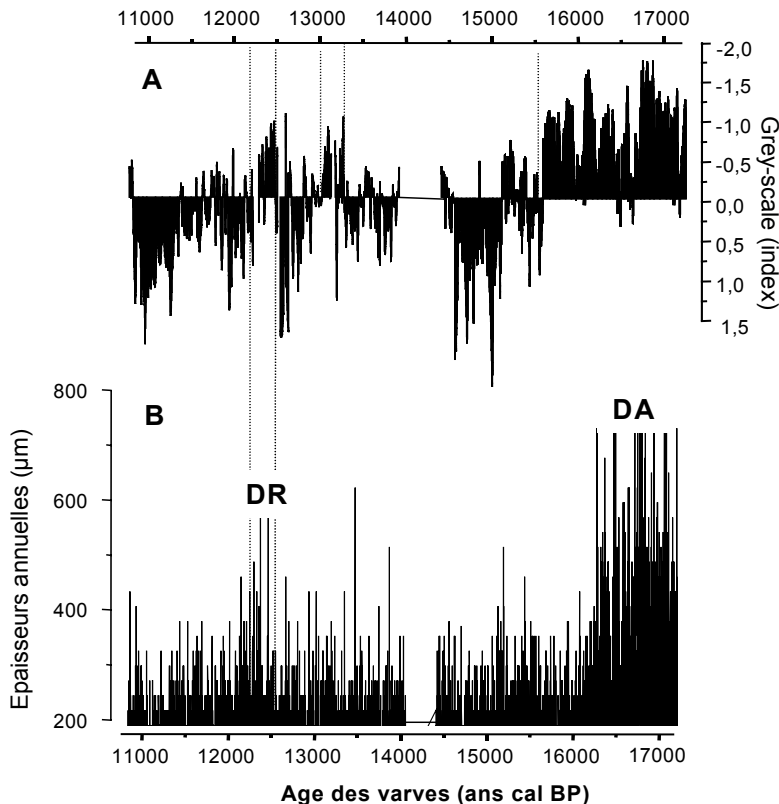 11000 12000 13000 14000 15000 16000 17000
A
-2,0
-1,5
-1,0
-0,5
0,0
0,5
1,0
1,5
Grey-scale (index)
B
DR
DA
800
600
400
200
Epaisseurs annuelles (µm)
11000 12000 13000 14000 15000 16000 17000
Age des varves (ans cal BP)